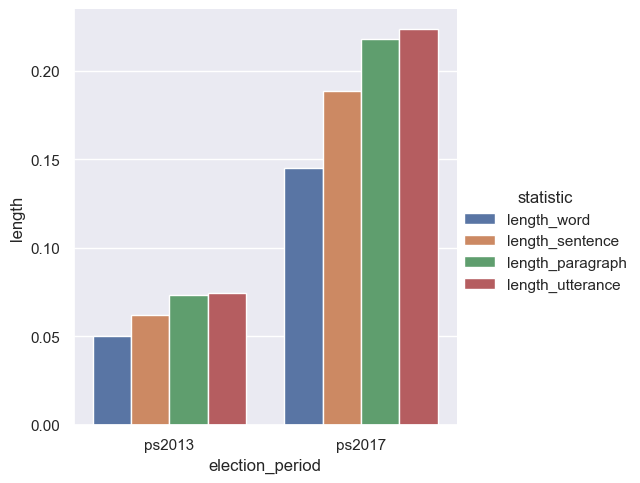 0.20
0.15
0.10
0.05
0.00
length
ps2013
ps2017
election_period
statistic
length_word
length_sentence
length_paragraph
length_utterance